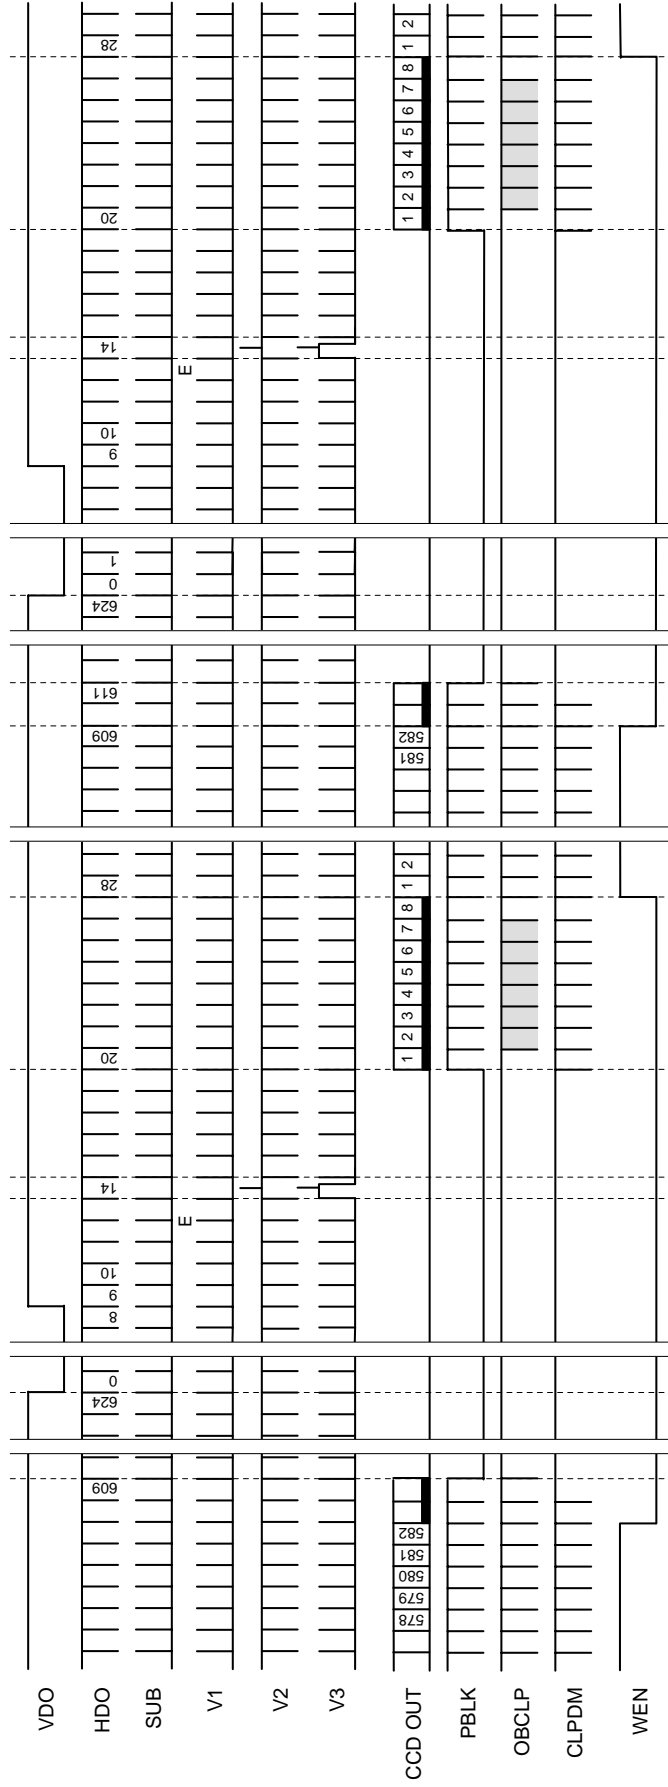 VDO
HDO 609 624 0 8 9 10 14 20 28 609 611 624 0 1 9 10 14 20 28
SUB
E E
V1
V2
V3
CCD OUT 578 579 580 581 582 1 2 3 4 5 6 7 8 1 2 581 582 1 2 3 4 5 6 7 8 1 2
PBLK
OBCLP
CLPDM
WEN